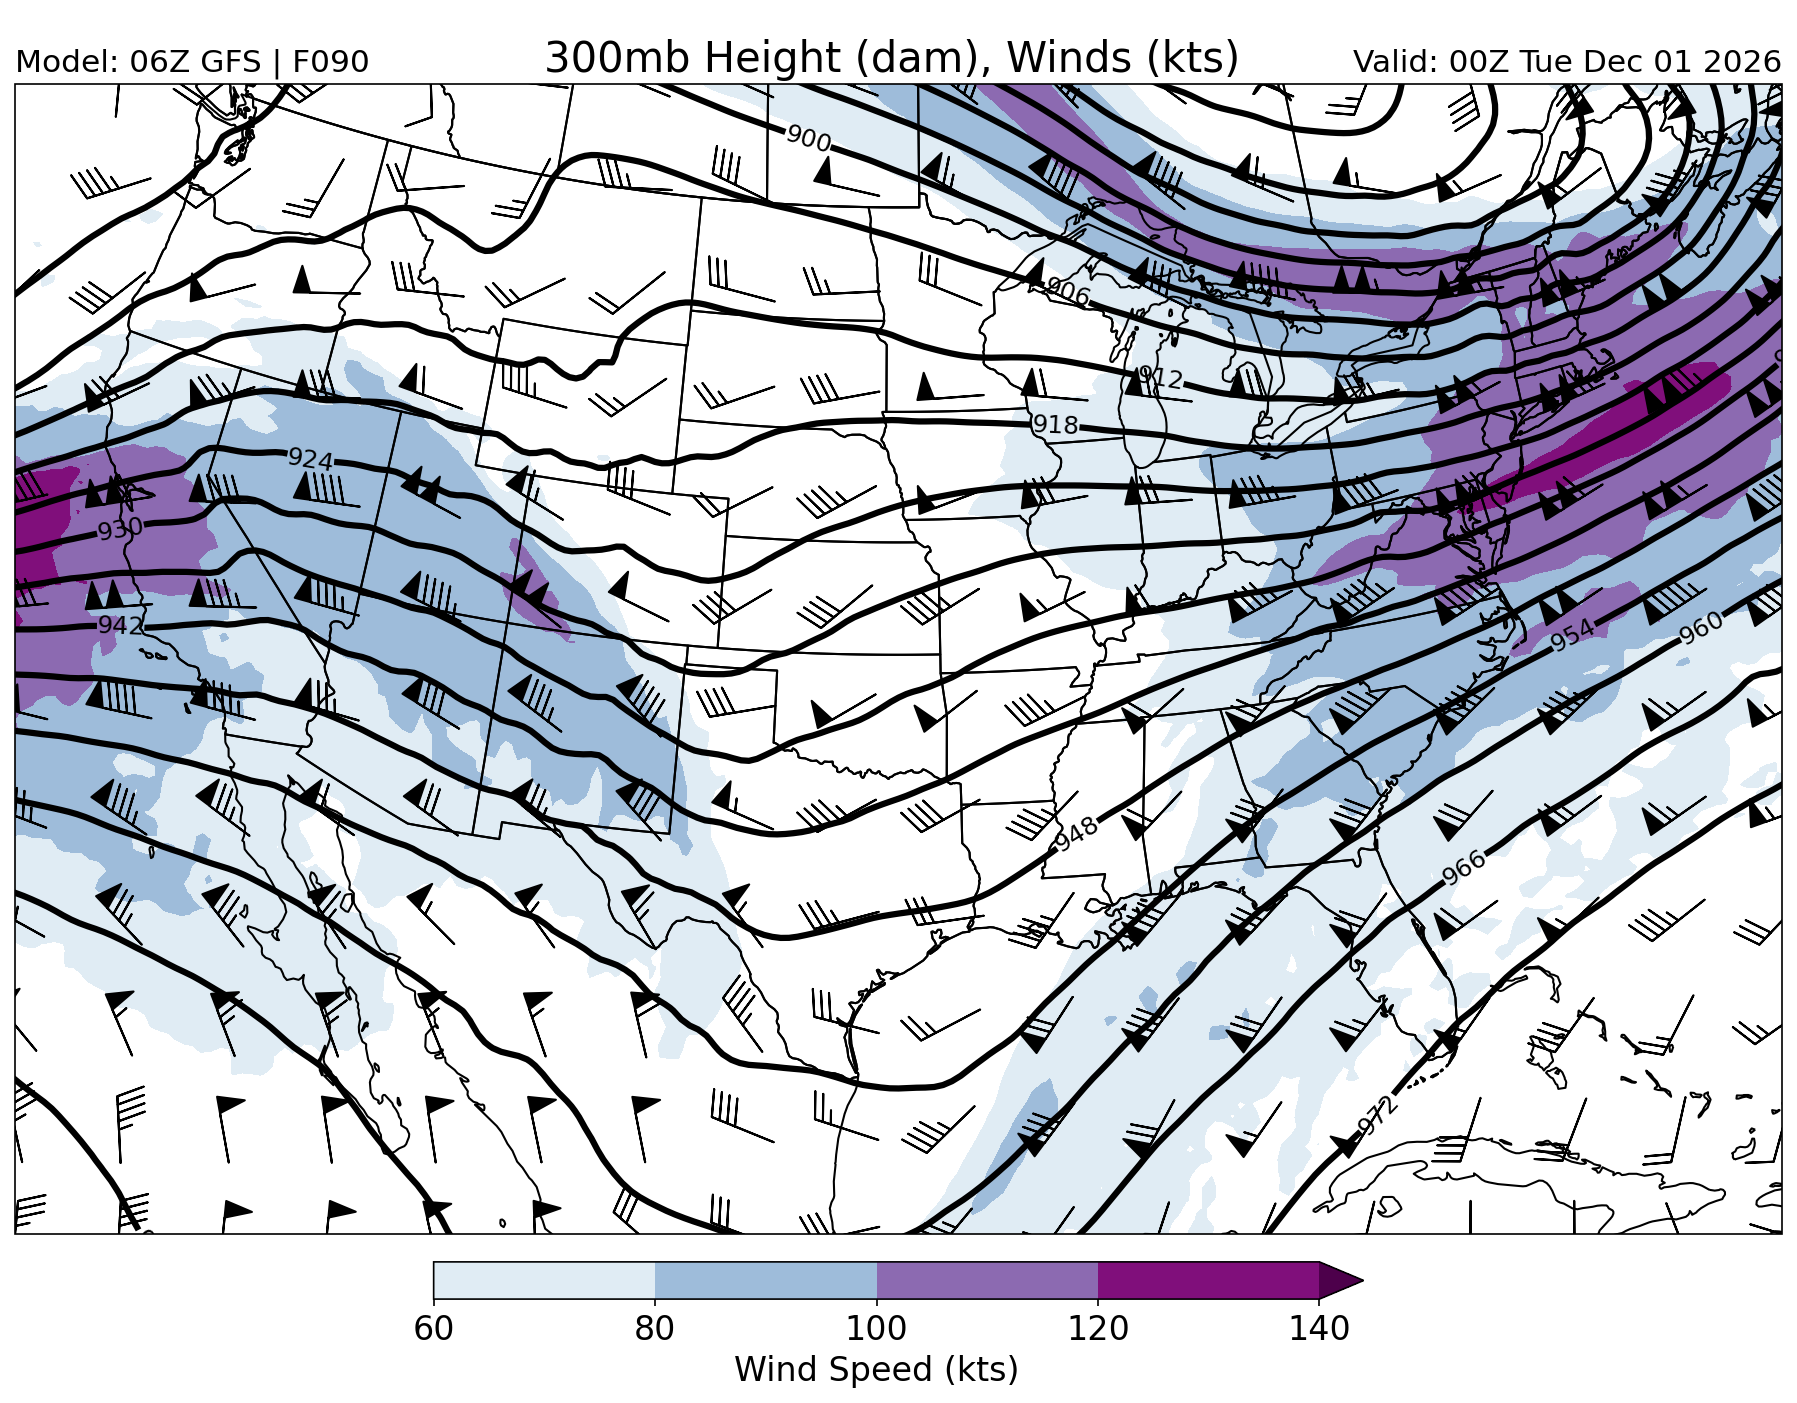 Model: 06Z GFS | F090
300mb Height (dam), Winds (kts)
Valid: 00Z Tue Dec 01 2026
900
906
912
918
924
930
942
954
960
948
966
972
60 80 100 120 140
Wind Speed (kts)